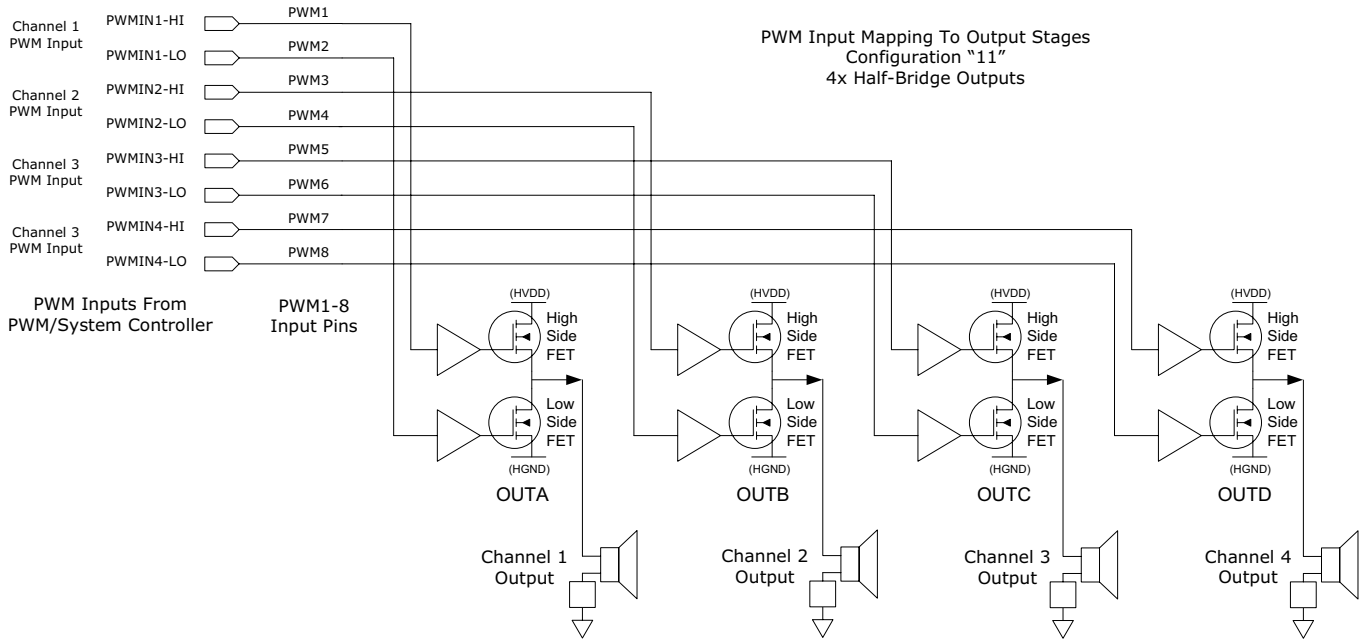 PWM Input Mapping To Output Stages
Configuration “11”
4x Half-Bridge Outputs
Channel 1
PWM Input
PWMIN1-HI
PWM1
PWMIN1-LO
PWM2
Channel 2
PWM Input
PWMIN2-HI
PWM3
PWMIN2-LO
PWM4
Channel 3
PWM Input
PWMIN3-HI
PWM5
PWMIN3-LO
PWM6
Channel 3
PWM Input
PWMIN4-HI
PWM7
PWMIN4-LO
PWM8
PWM Inputs From
PWM/System Controller
PWM1-8
Input Pins
(HVDD)
High
Side
FET
Low
Side
FET
(HGND)
OUTA
Channel 1
Output
(HVDD)
High
Side
FET
Low
Side
FET
(HGND)
OUTB
Channel 2
Output
(HVDD)
High
Side
FET
Low
Side
FET
(HGND)
OUTC
Channel 3
Output
(HVDD)
High
Side
FET
Low
Side
FET
(HGND)
OUTD
Channel 4
Output